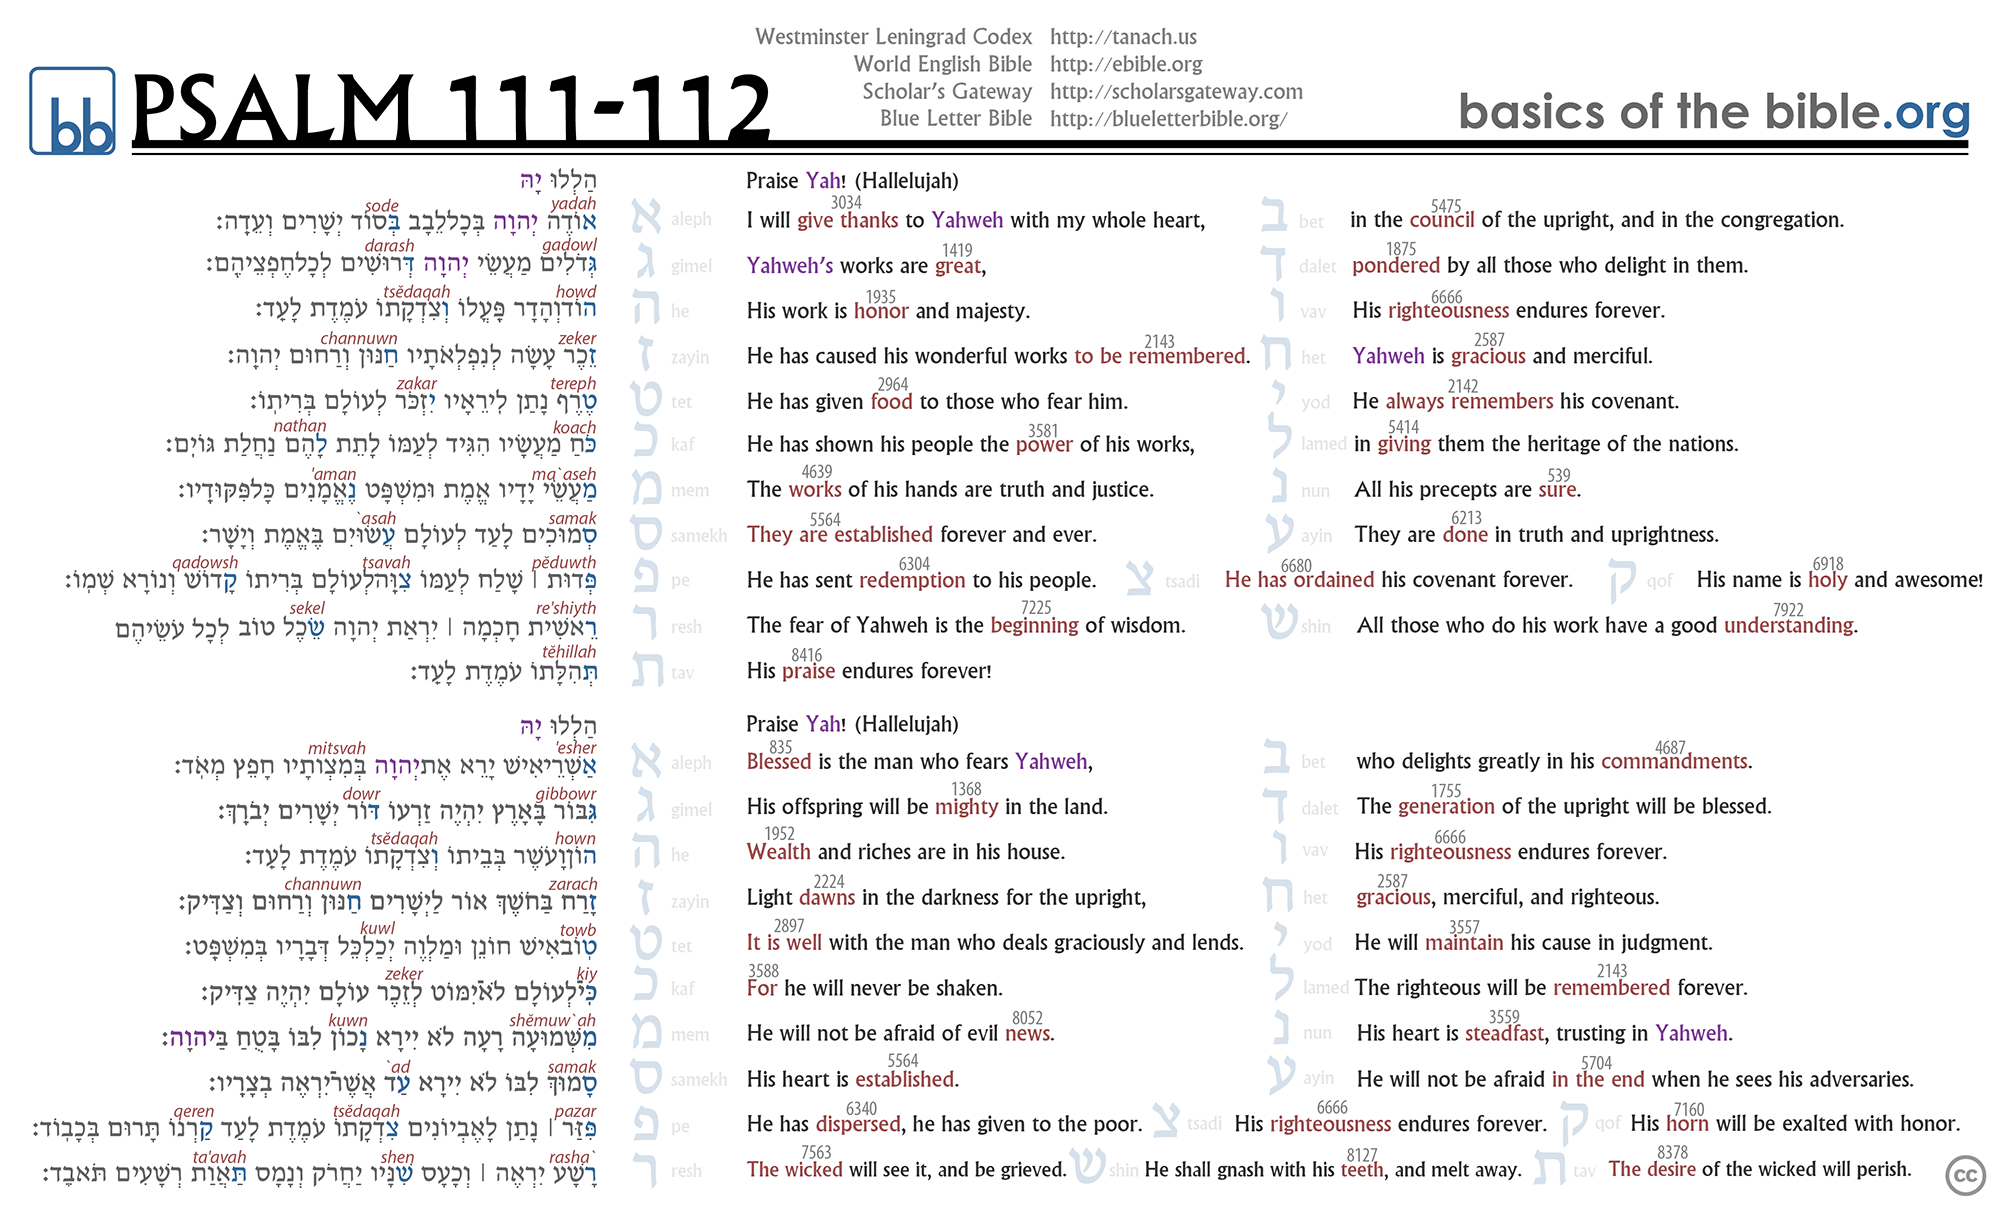 Westminster Leningrad Codex http://tanach.us
World English Bible http://ebible.org
Scholar's Gateway http://scholarsgateway.com
Blue Letter Bible http://blueletterbible.org/
bb PSALM 111-112 basics of the bible.org
הַלְלוּ יָהּ Praise Yah! (Hallelujah)
yadah sode 3034 5475
אוֹדֶה יְהוָה בְּכָללֵבָב בְּסוֹד יְשָׁרִים וְעֵדָה׃ א aleph I will give thanks to Yahweh with my whole heart, ב bet in the council of the upright, and in the congregation.
gadowl darash 1419 1875
גְּדֹלִים מַעֲשֵׂי יְהוָה דְּרוּשִׁים לְכָלחֶפְצֵיהֶם׃ ג gimel Yahweh's works are great, ד dalet pondered by all those who delight in them.
howd tsĕdaqah 1935 6666
הוֹדוְהָדָר פָּעֳלוֹ וְצִדְקָתוֹ עֹמֶדֶת לָעַד׃ ה he His work is honor and majesty. ו vav His righteousness endures forever.
zeker channuwn 2143 2587
זֵכֶר עָשָׂה לְנִפְלְאֹתָיו חַנּוּן וְרַחוּם יְהוָה׃ ז zayin He has caused his wonderful works to be remembered. ח het Yahweh is gracious and merciful.
tereph zakar 2964 2142
טֶרֶף נָתַן לִירֵאָיו יִזְכֹּר לְעוֹלָם בְּרִיתוֹ׃ ט tet He has given food to those who fear him. י yod He always remembers his covenant.
koach nathan 3581 5414
כֹּחַ מַעֲשָׂיו הִגִּיד לְעַמּוֹ לָתֵת לָהֶם נַחֲלַת גּוֹיִם׃ כ kaf He has shown his people the power of his works, ל lamed in giving them the heritage of the nations.
ma`aseh 'aman 4639 539
מַעֲשֵׂי יָדָיו אֱמֶת וּמִשְׁפָּט נֶאֱמָנִים כָּלפִּקּוּדָיו׃ מ mem The works of his hands are truth and justice. נ nun All his precepts are sure.
samak `asah 5564 6213
סְמוּכִים לָעַד לְעוֹלָם עֲשׂוּיִם בֶּאֱמֶת וְיָשָׁר׃ ס samekh They are established forever and ever. ע ayin They are done in truth and uprightness.
pĕduwth tsavah qadowsh 6304 6680 6918
פְּדוּת ׀ שָׁלַח לְעַמּוֹ צִוָּהלְעוֹלָם בְּרִיתוֹ קָדוֹשׁ וְנוֹרָא שְׁמוֹ׃ פ pe He has sent redemption to his people. צ tsadi He has ordained his covenant forever. ק qof His name is holy and awesome!
re'shiyth sekel 7225 7922
רֵאשִׁית חָכְמָה ׀ יִרְאַת יְהוָה שֵׂכֶל טוֹב לְכָל עֹשֵׂיהֶם ר resh The fear of Yahweh is the beginning of wisdom. ש shin All those who do his work have a good understanding.
tĕhillah 8416
תְּהִלָּתוֹ עֹמֶדֶת לָעַד׃ ת tav His praise endures forever!
הַלְלוּ יָהּ Praise Yah! (Hallelujah)
'esher mitsvah 835 4687
אַשְׁרֵיאִישׁ יָרֵא אֶתיְהוָה בְּמִצְוֹתָיו חָפֵץ מְאֹד׃ א aleph Blessed is the man who fears Yahweh, ב bet who delights greatly in his commandments.
gibbowr dowr 1368 1755
גִּבּוֹר בָּאָרֶץ יִהְיֶה זַרְעוֹ דּוֹר יְשָׁרִים יְבֹרָךְ׃ ג gimel His offspring will be mighty in the land. ד dalet The generation of the upright will be blessed.
hown tsĕdaqah 1952 6666
הוֹןוָעֹשֶׁר בְּבֵיתוֹ וְצִדְקָתוֹ עֹמֶדֶת לָעַד׃ ה he Wealth and riches are in his house. ו vav His righteousness endures forever.
zarach channuwn 2224 2587
זָרַח בַּחֹשֶׁךְ אוֹר לַיְשָׁרִים חַנּוּן וְרַחוּם וְצַדִּיק׃ ז zayin Light dawns in the darkness for the upright, ח het gracious, merciful, and righteous.
towb kuwl 2897 3557
טוֹבאִישׁ חוֹנֵן וּמַלְוֶה יְכַלְכֵּל דְּבָרָיו בְּמִשְׁפָּט׃ ט tet It is well with the man who deals graciously and lends. י yod He will maintain his cause in judgment.
kiy zeker 3588 2143
כִּילְעוֹלָם לֹאיִמּוֹט לְזֵכֶר עוֹלָם יִהְיֶה צַדִּיק׃ כ kaf For he will never be shaken. ל lamed The righteous will be remembered forever.
shĕmuw`ah kuwn 8052 3559
מִשְּׁמוּעָה רָעָה לֹא יִירָא נָכוֹן לִבּוֹ בָּטֻחַ בַּיהוָה׃ מ mem He will not be afraid of evil news. נ nun His heart is steadfast, trusting in Yahweh.
samak `ad 5564 5704
סָמוּךְ לִבּוֹ לֹא יִירָא עַד אֲשֶׁריִרְאֶה בְצָרָיו׃ ס samekh His heart is established. ע ayin He will not be afraid in the end when he sees his adversaries.
pazar tsĕdaqah qeren 6340 6666 7160
פִּזַּר ׀ נָתַן לָאֶבְיוֹנִים צִדְקָתוֹ עֹמֶדֶת לָעַד קַרְנוֹ תָּרוּם בְּכָבוֹד׃ פ pe He has dispersed, he has given to the poor. צ tsadi His righteousness endures forever. ק qof His horn will be exalted with honor.
rasha` shen ta'avah 7563 8127 8378
רָשָׁע יִרְאֶה ׀ וְכָעָס שִׁנָּיו יַחֲרֹק וְנָמָס תַּאֲוַת רְשָׁעִים תֹּאבֵד׃ ר resh The wicked will see it, and be grieved. ש shin He shall gnash with his teeth, and melt away. ת tav The desire of the wicked will perish. cc